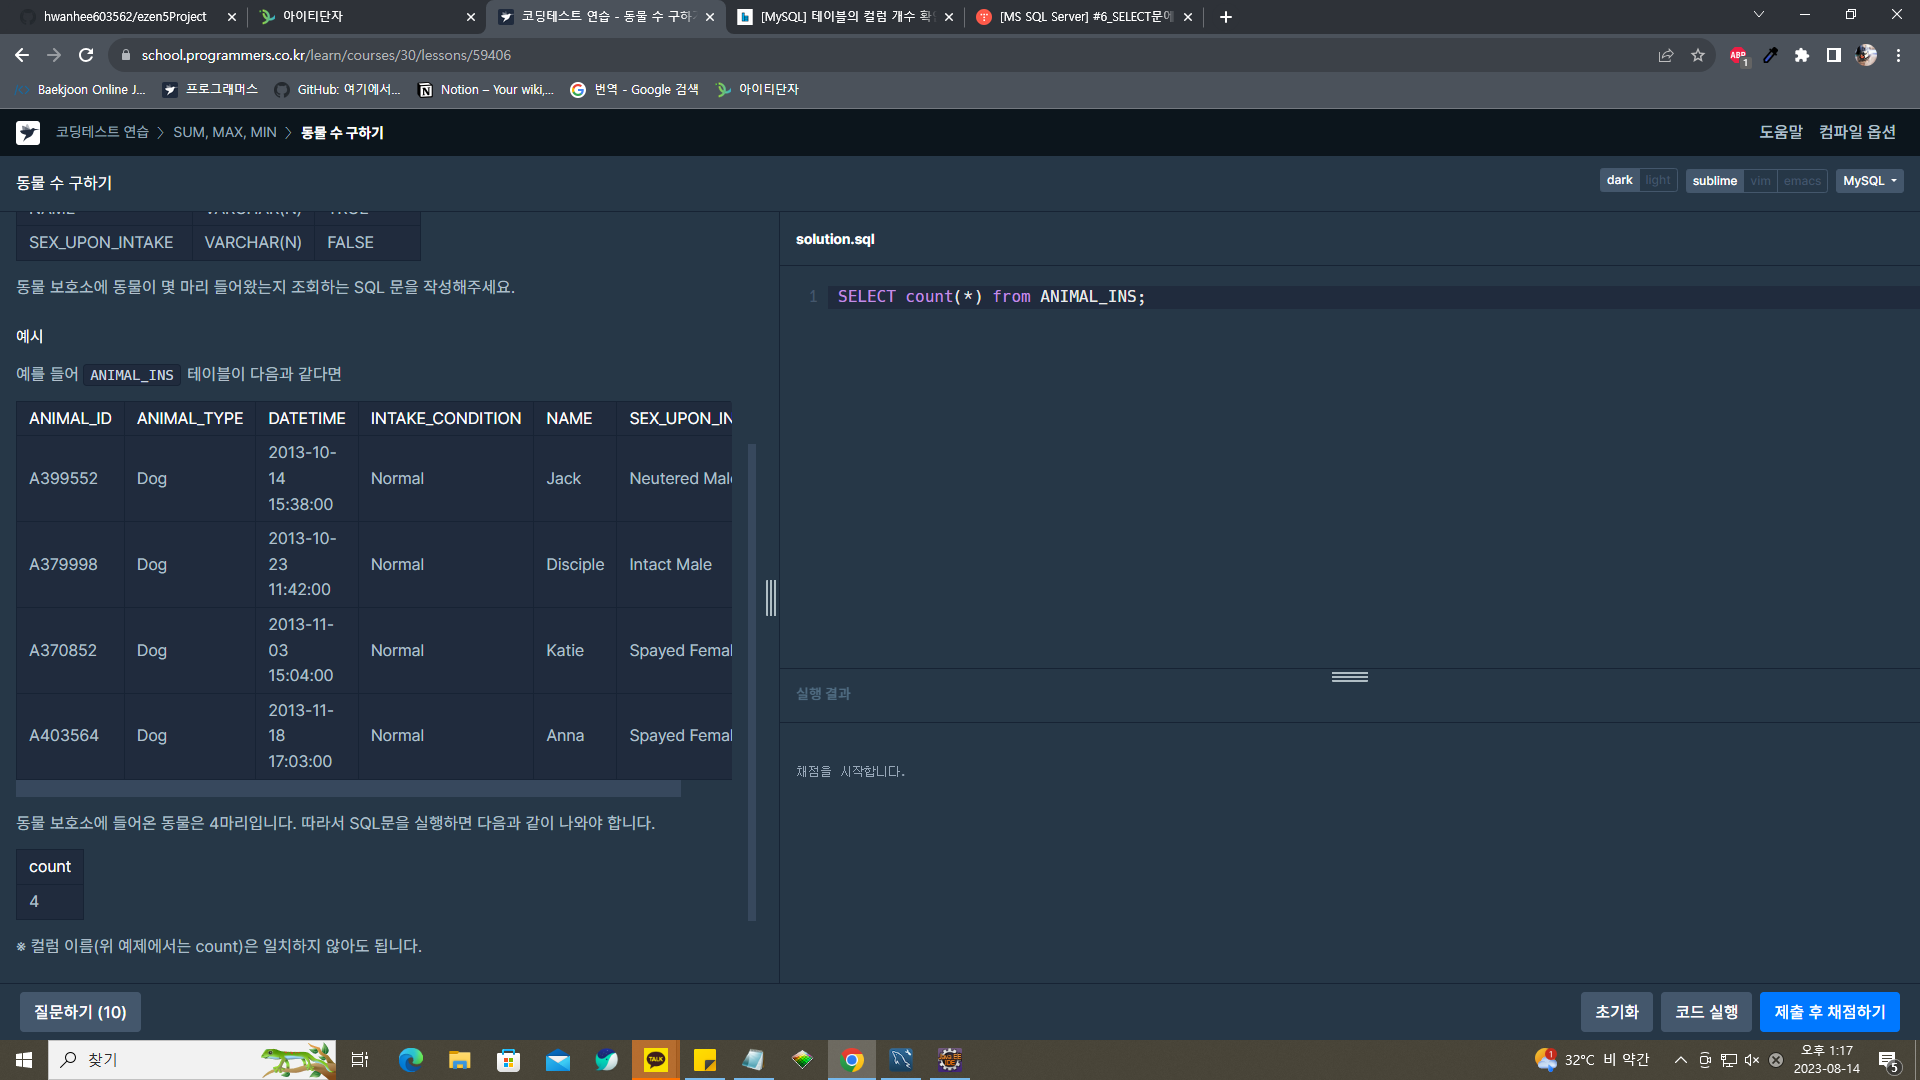 hwanhee603562/ezen5Project
아이티단자
코딩테스트 연습 - 동물 수 구하
[MySQL] 테이블의 컬럼 개수 확
[MS SQL Server] #6_SELECT문에
school.programmers.co.kr/learn/courses/30/lessons/59406
ABP
1
Baekjoon Online J...
프로그래머스
GitHub: 여기에서...
Notion – Your wiki,...
번역 - Google 검색
아이티단자
코딩테스트 연습 > SUM, MAX, MIN > 동물 수 구하기
도움말 컴파일 옵션
동물 수 구하기
dark light
sublime vim emacs
MySQL
NAME VARCHAR(N) TRUE
SEX_UPON_INTAKE VARCHAR(N) FALSE
동물 보호소에 동물이 몇 마리 들어왔는지 조회하는 SQL 문을 작성해주세요.
예시
예를 들어 ANIMAL_INS 테이블이 다음과 같다면
ANIMAL_ID ANIMAL_TYPE DATETIME INTAKE_CONDITION NAME SEX_UPON_IN
A399552 Dog 2013-10-14 15:38:00 Normal Jack Neutered Male
A379998 Dog 2013-10-23 11:42:00 Normal Disciple Intact Male
A370852 Dog 2013-11-03 15:04:00 Normal Katie Spayed Femal
A403564 Dog 2013-11-18 17:03:00 Normal Anna Spayed Femal
동물 보호소에 들어온 동물은 4마리입니다. 따라서 SQL문을 실행하면 다음과 같이 나와야 합니다.
count
4
※ 컬럼 이름(위 예제에서는 count)은 일치하지 않아도 됩니다.
solution.sql
1 SELECT count(*) from ANIMAL_INS;
실행 결과
채점을 시작합니다.
질문하기 (10)
초기화
코드 실행
제출 후 채점하기
찾기
TALK
32°C 비 약간
오후 1:17
2023-08-14
5